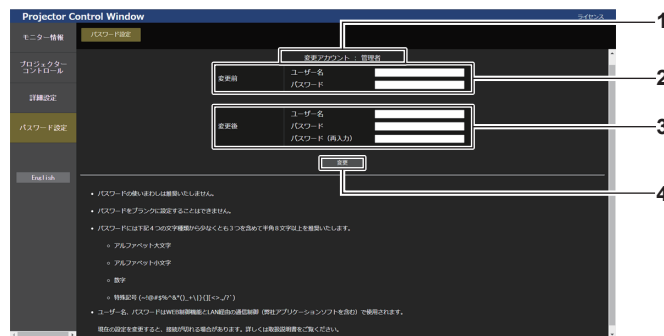 Projector Control Window
ライセンス
モニター情報
パスワード設定
プロジェクター
コントロール
詳細設定
パスワード設定
English
変更アカウント : 管理者
変更前
ユーザー名
パスワード
変更後
ユーザー名
パスワード
パスワード（再入力）
変更
1
2
3
4
• パスワードの使いまわしは推奨いたしません。
• パスワードをブランクに設定することはできません。
• パスワードには下記４つの文字種類から少なくとも３つを含めて半角８文字以上を推奨いたします。
○ アルファベット大文字
○ アルファベット小文字
○ 数字
○ 特殊記号 (~!@#$%^&*()_+\|}{][<>.,/?`)
• ユーザー名、パスワードはWEB制御機能とLAN経由の通信制御（弊社アプリケーションソフトを含む）で使用されます。
現在の設定を変更すると、接続が切れる場合があります。詳しくは取扱説明書をご覧ください。